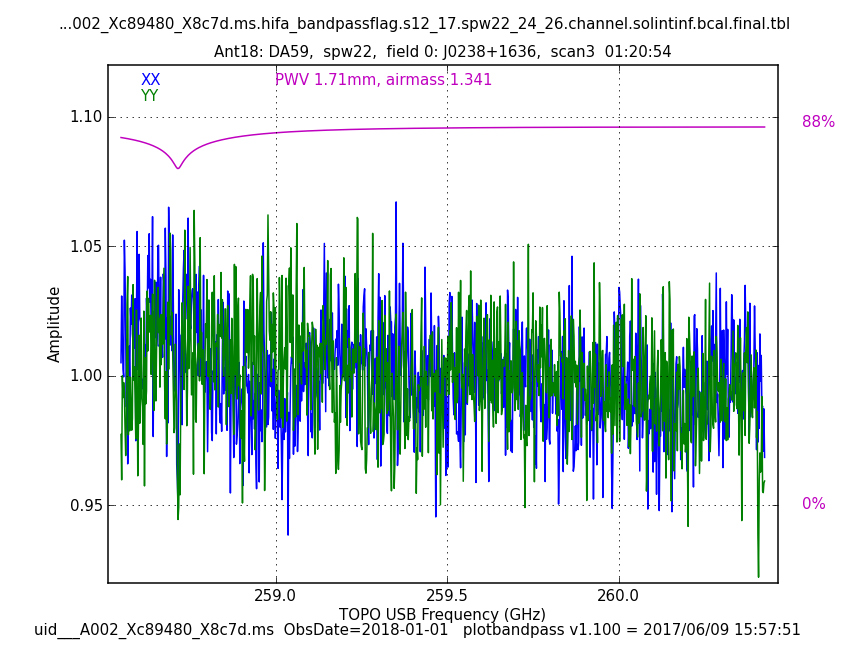 ...002_Xc89480_X8c7d.ms.hifa_bandpassflag.s12_17.spw22_24_26.channel.solintinf.bcal.final.tbl
Ant18: DA59,  spw22,  field 0: J0238+1636,  scan3  01:20:54
XX
PWV 1.71mm, airmass 1.341
YY
1.10
88%
1.05
Amplitude
1.00
0.95
0%
259.0
259.5
260.0
TOPO USB Frequency (GHz)
uid___A002_Xc89480_X8c7d.ms  ObsDate=2018-01-01   plotbandpass v1.100 = 2017/06/09 15:57:51